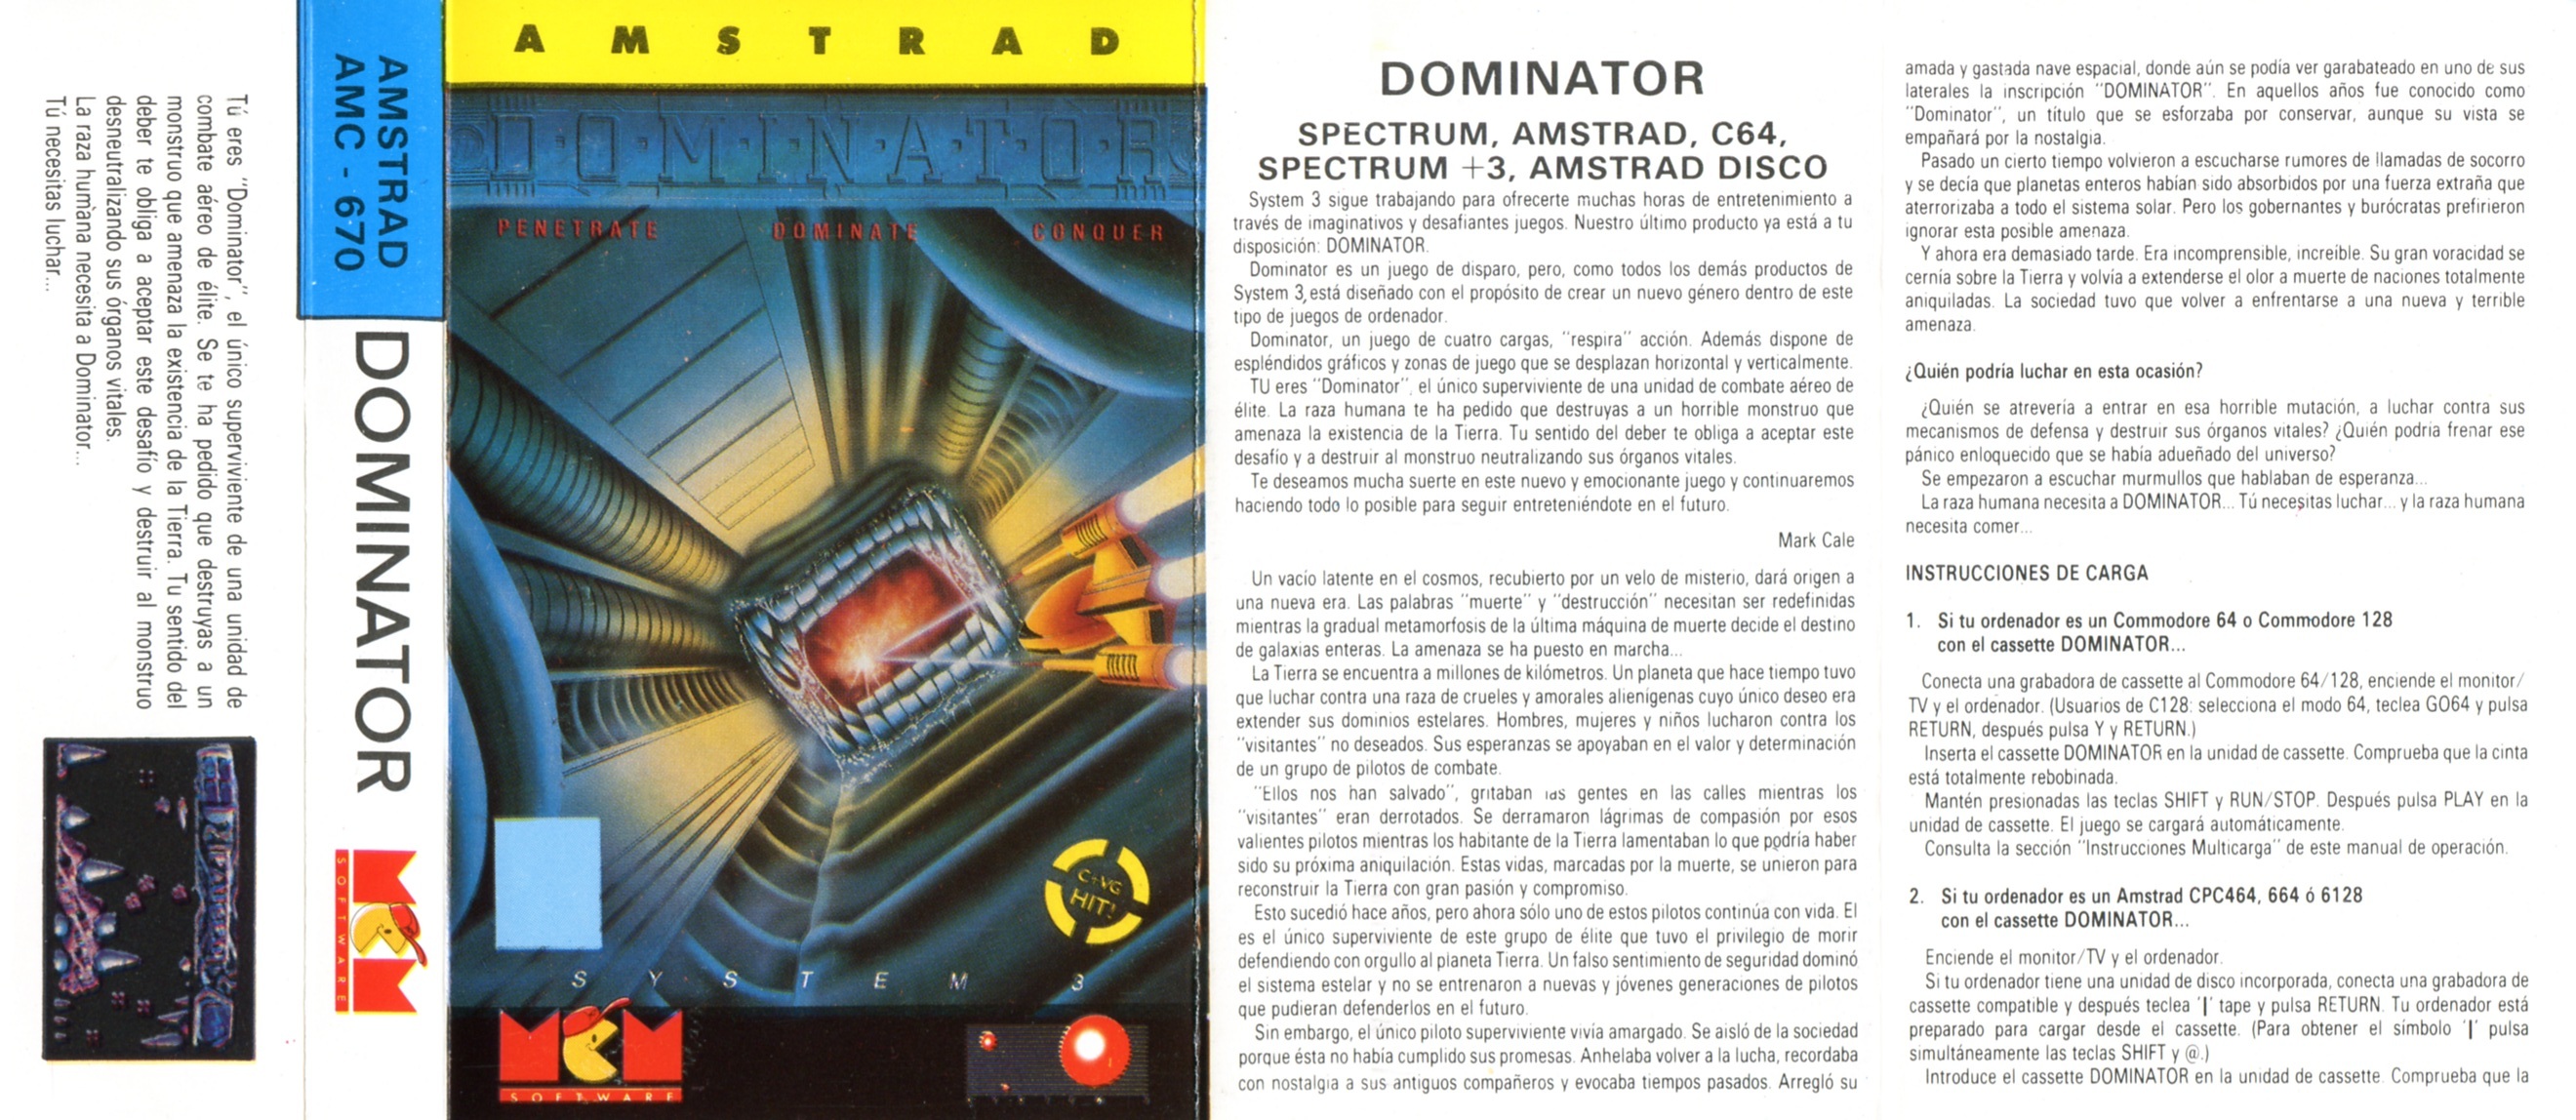 Tú eres "Dominator", el único superviviente de una unidad de
combate aéreo de élite. Se te ha pedido que destruyas a un
monstruo que amenaza la existencia de la Tierra. Tu sentido del
deber te obliga a aceptar este desafío y destruir al monstruo
desneutralizando sus órganos vitales.
La raza humana necesita a Dominator...
Tú necesitas luchar...
AMSTRAD
AMC - 670
DOMINATOR
MCM
SOFTWARE
AMSTRAD
D·O·M·I·N·A·T·O·R
PENETRATE DOMINATE CONQUER
C+VG
HIT!
SYSTEM 3
MCM
SOFTWARE
DOMINATOR
SPECTRUM, AMSTRAD, C64,
SPECTRUM +3, AMSTRAD DISCO
System 3 sigue trabajando para ofrecerte muchas horas de entretenimiento a
través de imaginativos y desafiantes juegos. Nuestro último producto ya está a tu
disposición: DOMINATOR.
Dominator es un juego de disparo, pero, como todos los demás productos de
System 3, está diseñado con el propósito de crear un nuevo género dentro de este
tipo de juegos de ordenador.
Dominator, un juego de cuatro cargas, "respira" acción. Además dispone de
espléndidos gráficos y zonas de juego que se desplazan horizontal y verticalmente.
TU eres "Dominator", el único superviviente de una unidad de combate aéreo de
élite. La raza humana te ha pedido que destruyas a un horrible monstruo que
amenaza la existencia de la Tierra. Tu sentido del deber te obliga a aceptar este
desafío y a destruir al monstruo neutralizando sus órganos vitales.
Te deseamos mucha suerte en este nuevo y emocionante juego y continuaremos
haciendo todo lo posible para seguir entreteniéndote en el futuro.
Mark Cale
Un vacío latente en el cosmos, recubierto por un velo de misterio, dará origen a
una nueva era. Las palabras "muerte" y "destrucción" necesitan ser redefinidas
mientras la gradual metamorfosis de la última máquina de muerte decide el destino
de galaxias enteras. La amenaza se ha puesto en marcha...
La Tierra se encuentra a millones de kilómetros. Un planeta que hace tiempo tuvo
que luchar contra una raza de crueles y amorales alienígenas cuyo único deseo era
extender sus dominios estelares. Hombres, mujeres y niños lucharon contra los
"visitantes" no deseados. Sus esperanzas se apoyaban en el valor y determinación
de un grupo de pilotos de combate.
"Ellos nos han salvado", gritaban las gentes en las calles mientras los
"visitantes" eran derrotados. Se derramaron lágrimas de compasión por esos
valientes pilotos mientras los habitante de la Tierra lamentaban lo que podría haber
sido su próxima aniquilación. Estas vidas, marcadas por la muerte, se unieron para
reconstruir la Tierra con gran pasión y compromiso.
Esto sucedió hace años, pero ahora sólo uno de estos pilotos continúa con vida. El
es el único superviviente de este grupo de élite que tuvo el privilegio de morir
defendiendo con orgullo al planeta Tierra. Un falso sentimiento de seguridad dominó
el sistema estelar y no se entrenaron a nuevas y jóvenes generaciones de pilotos
que pudieran defenderlos en el futuro.
Sin embargo, el único piloto superviviente vivía amargado. Se aisló de la sociedad
porque ésta no había cumplido sus promesas. Anhelaba volver a la lucha, recordaba
con nostalgia a sus antiguos compañeros y evocaba tiempos pasados. Arregló su
amada y gastada nave espacial, donde aún se podía ver garabateado en uno de sus
laterales la inscripción "DOMINATOR". En aquellos años fue conocido como
"Dominator", un título que se esforzaba por conservar, aunque su vista se
empañará por la nostalgia.
Pasado un cierto tiempo volvieron a escucharse rumores de llamadas de socorro
y se decía que planetas enteros habían sido absorbidos por una fuerza extraña que
aterrorizaba a todo el sistema solar. Pero los gobernantes y burócratas prefirieron
ignorar esta posible amenaza.
Y ahora era demasiado tarde. Era incomprensible, increíble. Su gran voracidad se
cernía sobre la Tierra y volvía a extenderse el olor a muerte de naciones totalmente
aniquiladas. La sociedad tuvo que volver a enfrentarse a una nueva y terrible
amenaza.
¿Quién podría luchar en esta ocasión?
¿Quién se atrevería a entrar en esa horrible mutación, a luchar contra sus
mecanismos de defensa y destruir sus órganos vitales? ¿Quién podría frenar ese
pánico enloquecido que se había adueñado del universo?
Se empezaron a escuchar murmullos que hablaban de esperanza...
La raza humana necesita a DOMINATOR... Tú necesitas luchar... y la raza humana
necesita comer...
INSTRUCCIONES DE CARGA
1. Si tu ordenador es un Commodore 64 o Commodore 128
con el cassette DOMINATOR...
Conecta una grabadora de cassette al Commodore 64/128, enciende el monitor/
TV y el ordenador. (Usuarios de C128: selecciona el modo 64, teclea GO64 y pulsa
RETURN, después pulsa Y y RETURN.)
Inserta el cassette DOMINATOR en la unidad de cassette. Comprueba que la cinta
está totalmente rebobinada.
Mantén presionadas las teclas SHIFT y RUN/STOP. Después pulsa PLAY en la
unidad de cassette. El juego se cargará automáticamente.
Consulta la sección "Instrucciones Multicarga" de este manual de operación.
2. Si tu ordenador es un Amstrad CPC464, 664 ó 6128
con el cassette DOMINATOR...
Enciende el monitor/TV y el ordenador.
Si tu ordenador tiene una unidad de disco incorporada, conecta una grabadora de
cassette compatible y después teclea '|' tape y pulsa RETURN. Tu ordenador está
preparado para cargar desde el cassette. (Para obtener el símbolo '|' pulsa
simultáneamente las teclas SHIFT y @.)
Introduce el cassette DOMINATOR en la unidad de cassette. Comprueba que la